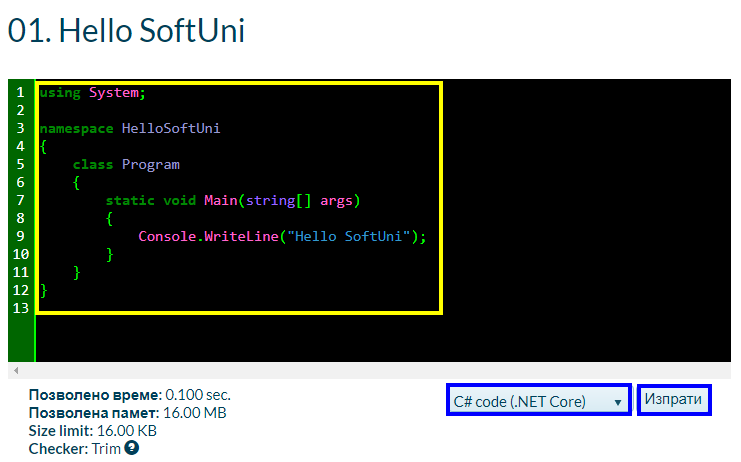 01. Hello SoftUni
1 using System;
2
3 namespace HelloSoftUni
4 {
5 class Program
6 {
7 static void Main(string[] args)
8 {
9 Console.WriteLine("Hello SoftUni");
10 }
11 }
12 }
13
Позволено време: 0.100 sec.
Позволена памет: 16.00 MB
Size limit: 16.00 KB
Checker: Trim ?
C# code (.NET Core)
Изпрати